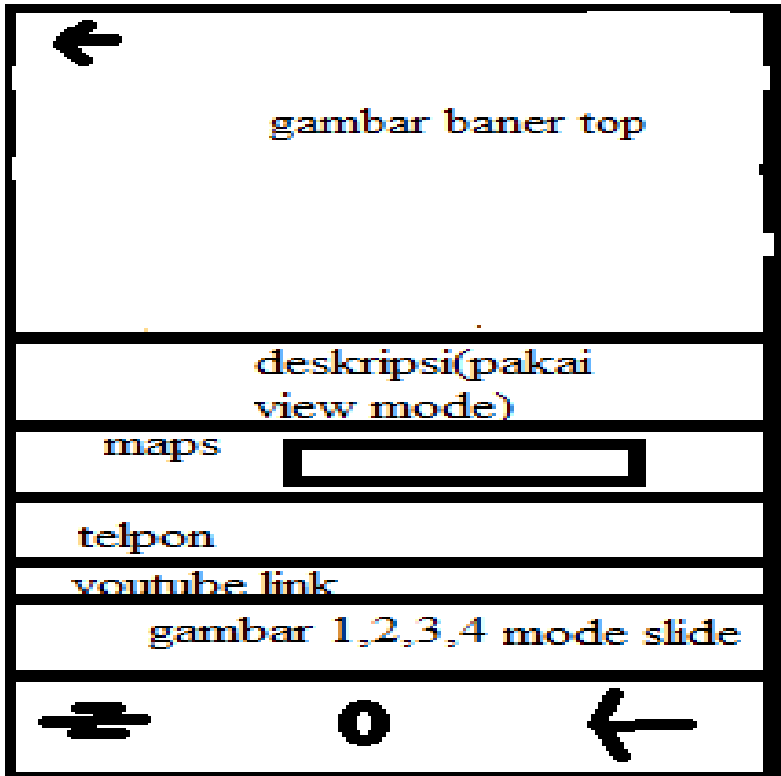 gambar baner top
deskripsi(pakai
view mode)
maps
telpon
youtube link
gambar 1,2,3,4 mode slide